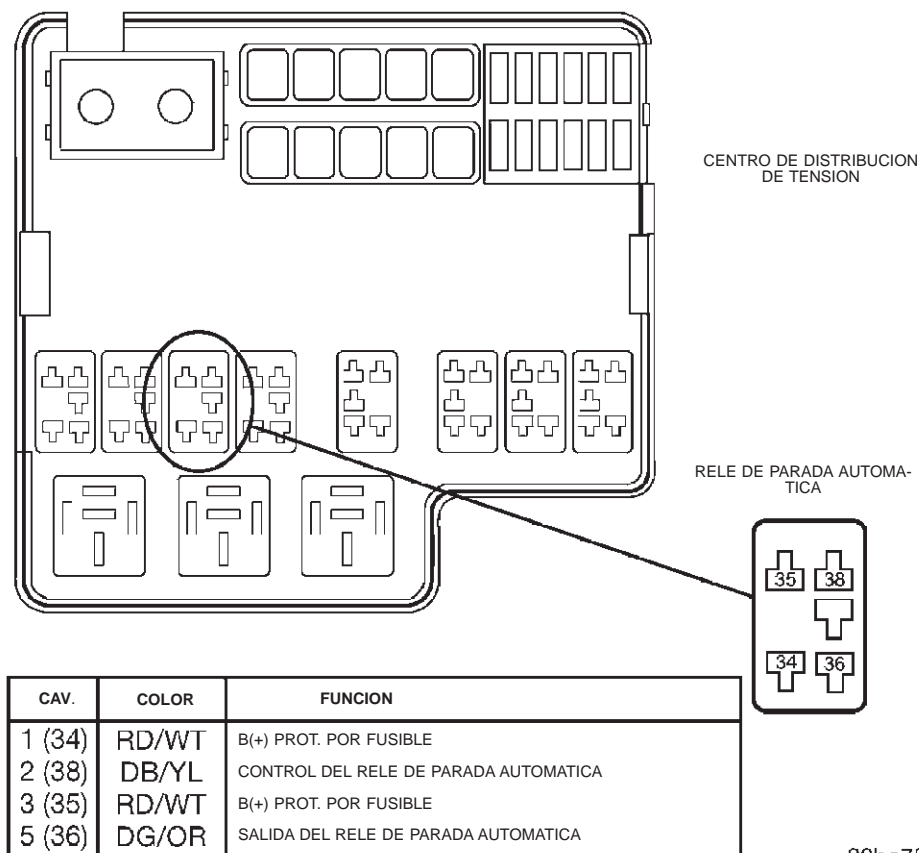 CENTRO DE DISTRIBUCION
DE TENSION
RELE DE PARADA AUTOMA-
TICA
35 38
34 36
CAV. COLOR FUNCION
1 (34) RD/WT B(+) PROT. POR FUSIBLE
2 (38) DB/YL CONTROL DEL RELE DE PARADA AUTOMATICA
3 (35) RD/WT B(+) PROT. POR FUSIBLE
5 (36) DG/OR SALIDA DEL RELE DE PARADA AUTOMATICA